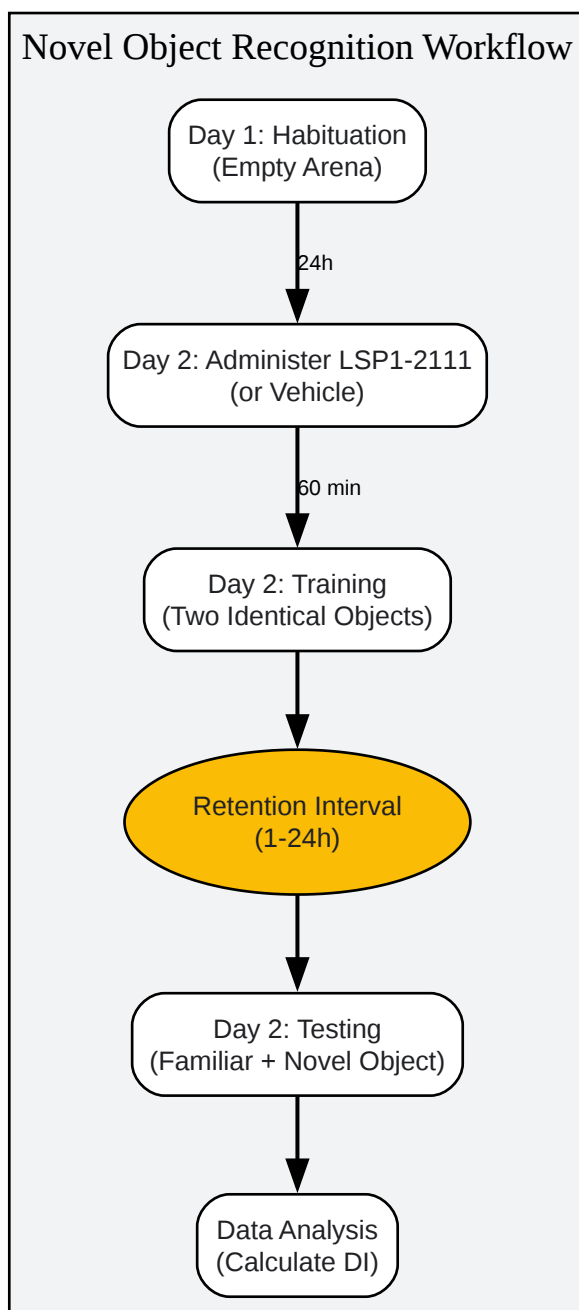 Novel Object Recognition Workflow
Day 1: Habituation
(Empty Arena)
24h
Day 2: Administer LSP1-2111
(or Vehicle)
60 min
Day 2: Training
(Two Identical Objects)
Retention Interval
(1-24h)
Day 2: Testing
(Familiar + Novel Object)
Data Analysis
(Calculate DI)